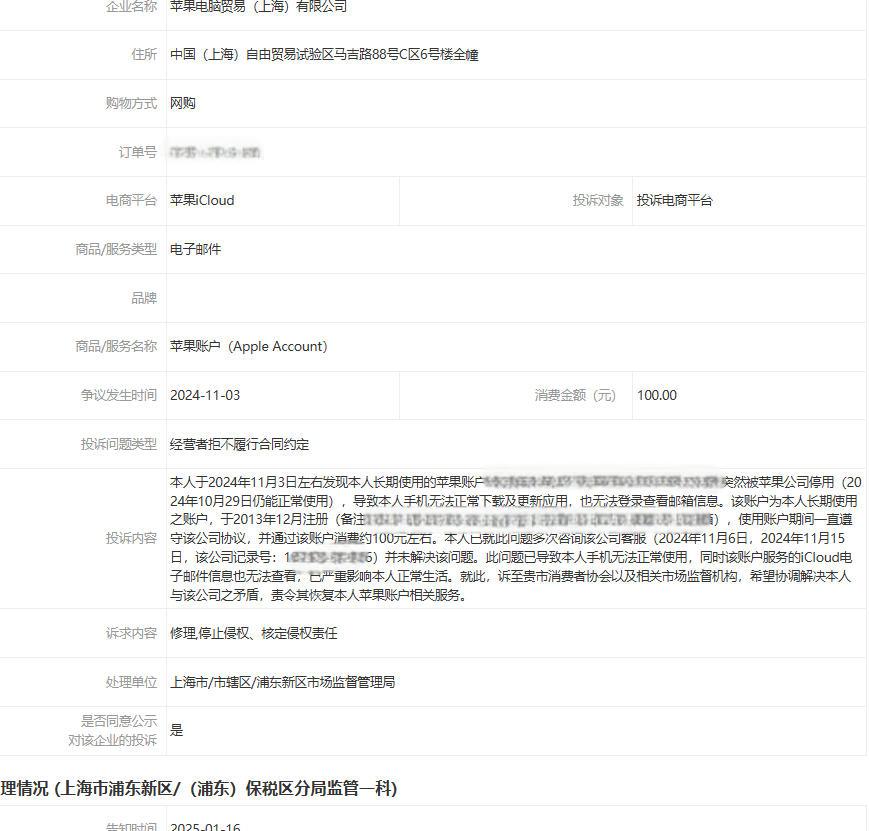 企业名称 苹果电脑贸易（上海）有限公司
住所 中国（上海）自由贸易试验区马吉路88号C区6号楼全幢
购物方式 网购
订单号
电商平台 苹果iCloud 投诉对象 投诉电商平台
商品/服务类型 电子邮件
品牌
商品/服务名称 苹果账户（Apple Account）
争议发生时间 2024-11-03 消费金额（元） 100.00
投诉问题类型 经营者拒不履行合同约定
投诉内容
本人于2024年11月3日左右发现本人长期使用的苹果账户 突然被苹果公司停用（20
24年10月29日仍能正常使用），导致本人手机无法正常下载及更新应用，也无法登录查看邮箱信息。该账户为本人长期使用
之账户，于2013年12月注册（备注 ），使用账户期间一直遵
守该公司协议，并通过该账户消费约100元左右。本人已就此问题多次咨询该公司客服（2024年11月6日，2024年11月15
日，该公司记录号：1 6）并未解决该问题。此问题已导致本人手机无法正常使用，同时该账户服务的iCloud电
子邮件信息也无法查看，已严重影响本人正常生活。就此，诉至贵市消费者协会以及相关市场监督机构，希望协调解决本人
与该公司之矛盾，责令其恢复本人苹果账户相关服务。
诉求内容 修理,停止侵权、核定侵权责任
处理单位 上海市/市辖区/浦东新区市场监督管理局
是否同意公示
对该企业的投诉 是
理情况 (上海市浦东新区/（浦东）保税区分局监管一科)
告知时间 2025-01-16